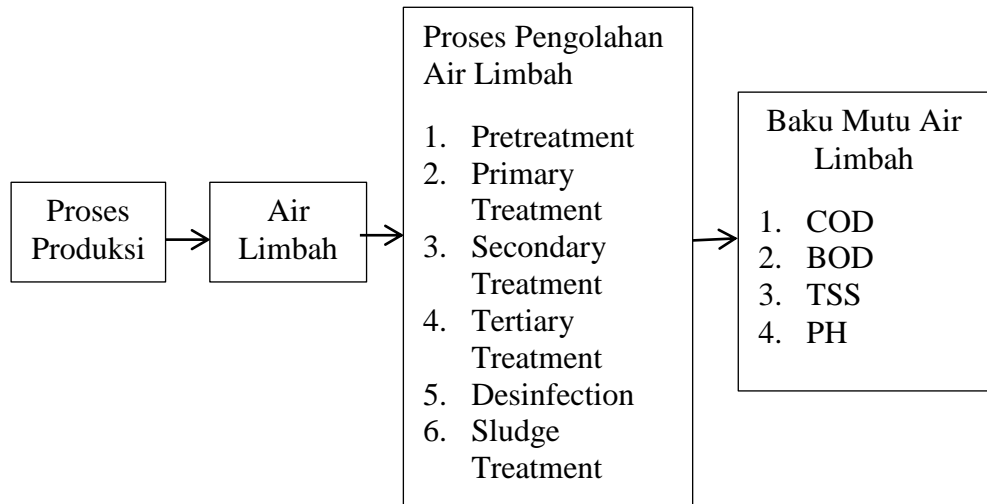 Proses
Produksi
Air
Limbah
Proses Pengolahan
Air Limbah
1. Pretreatment
2. Primary
Treatment
3. Secondary
Treatment
4. Tertiary
Treatment
5. Desinfection
6. Sludge
Treatment
Baku Mutu Air
Limbah
1. COD
2. BOD
3. TSS
4. PH